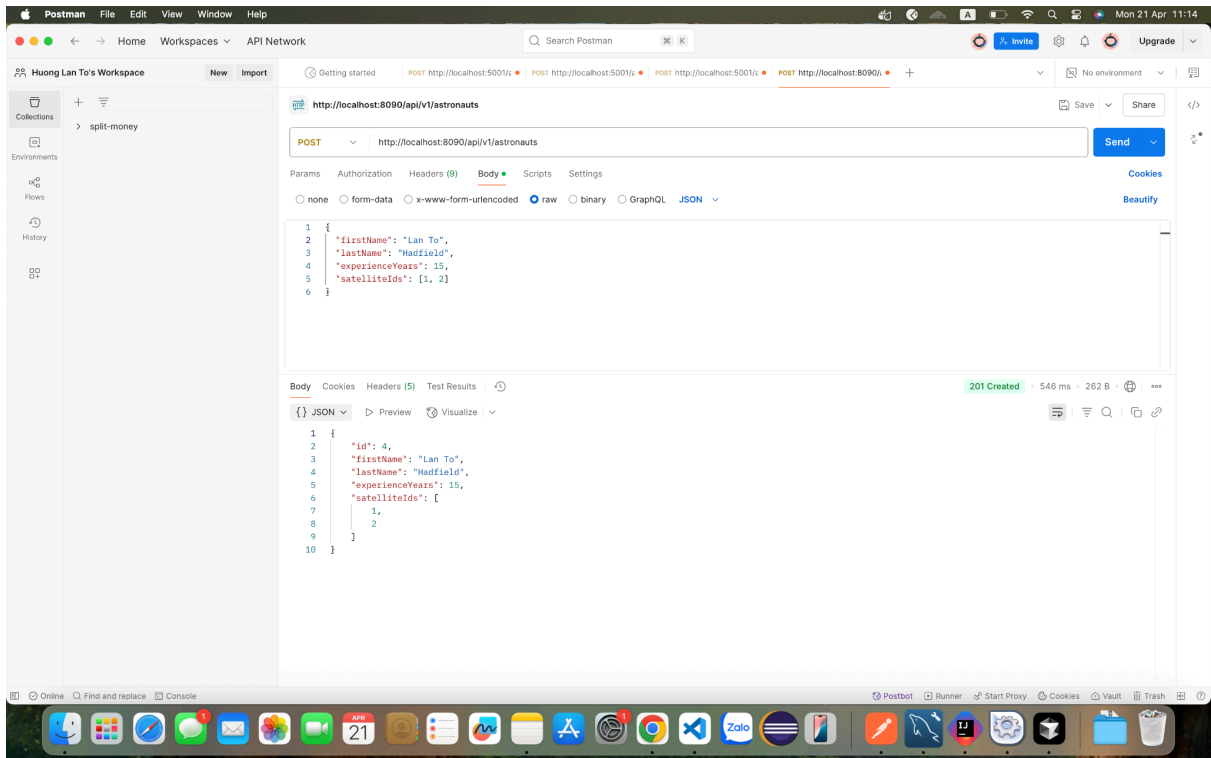 Postman File Edit View Window Help A Mon 21 Apr 11:14
Home Workspaces API Network Search Postman ⌘ K Invite Upgrade
Huong Lan To's Workspace New Import Getting started POST http://localhost:5001/ POST http://localhost:5001/ POST http://localhost:5001/ POST http://localhost:8090/ No environment
Collections
Environments
Flows
History
split-money
HTTP http://localhost:8090/api/v1/astronauts Save Share
POST http://localhost:8090/api/v1/astronauts Send
Params Authorization Headers (9) Body Scripts Settings Cookies
none form-data x-www-form-urlencoded raw binary GraphQL JSON Beautify
1 {
2 "firstName": "Lan To",
3 "lastName": "Hadfield",
4 "experienceYears": 15,
5 "satelliteIds": [1, 2]
6 }
Body Cookies Headers (5) Test Results 201 Created 546 ms 262 B
{} JSON Preview Visualize
1 {
2 "id": 4,
3 "firstName": "Lan To",
4 "lastName": "Hadfield",
5 "experienceYears": 15,
6 "satelliteIds": [
7 1,
8 2
9 ]
10 }
Online Find and replace Console Postbot Runner Start Proxy Cookies Vault Trash
1 APR 21 1 Zalo IJ